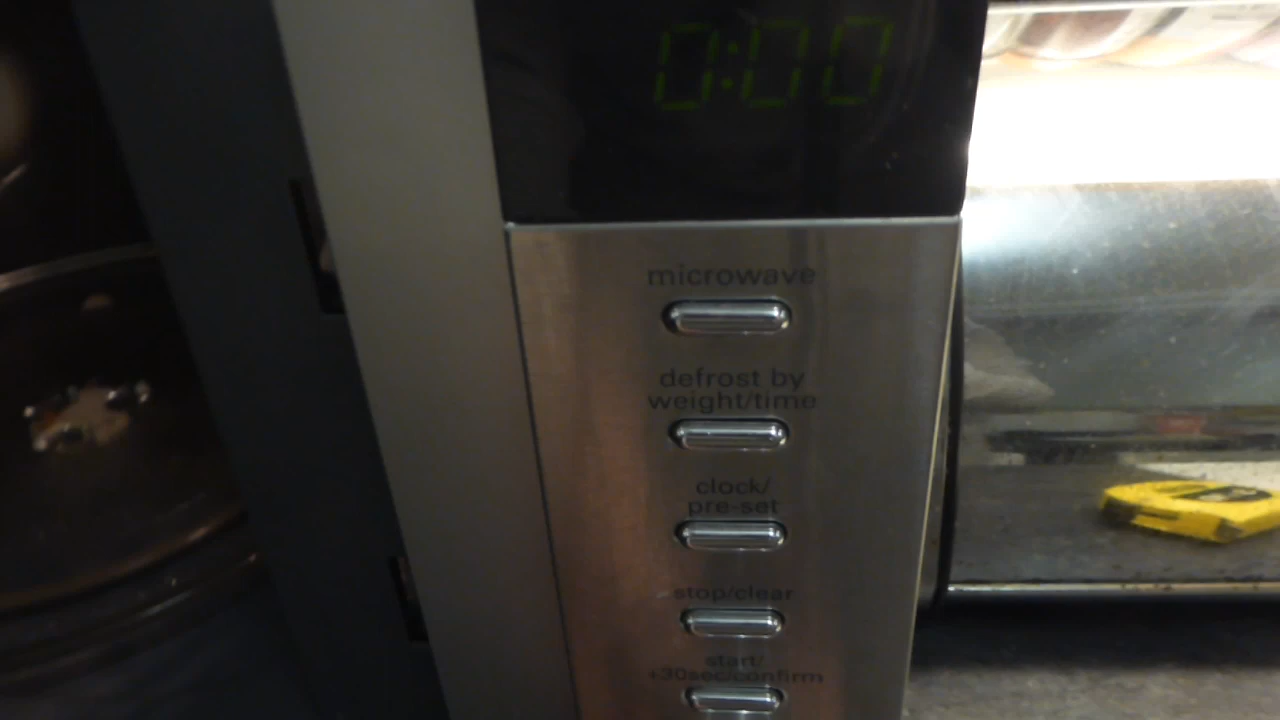 0:00
microwave
defrost by
weight/time
clock/
pre-set
stop/clear
start/
+30sec/confirm